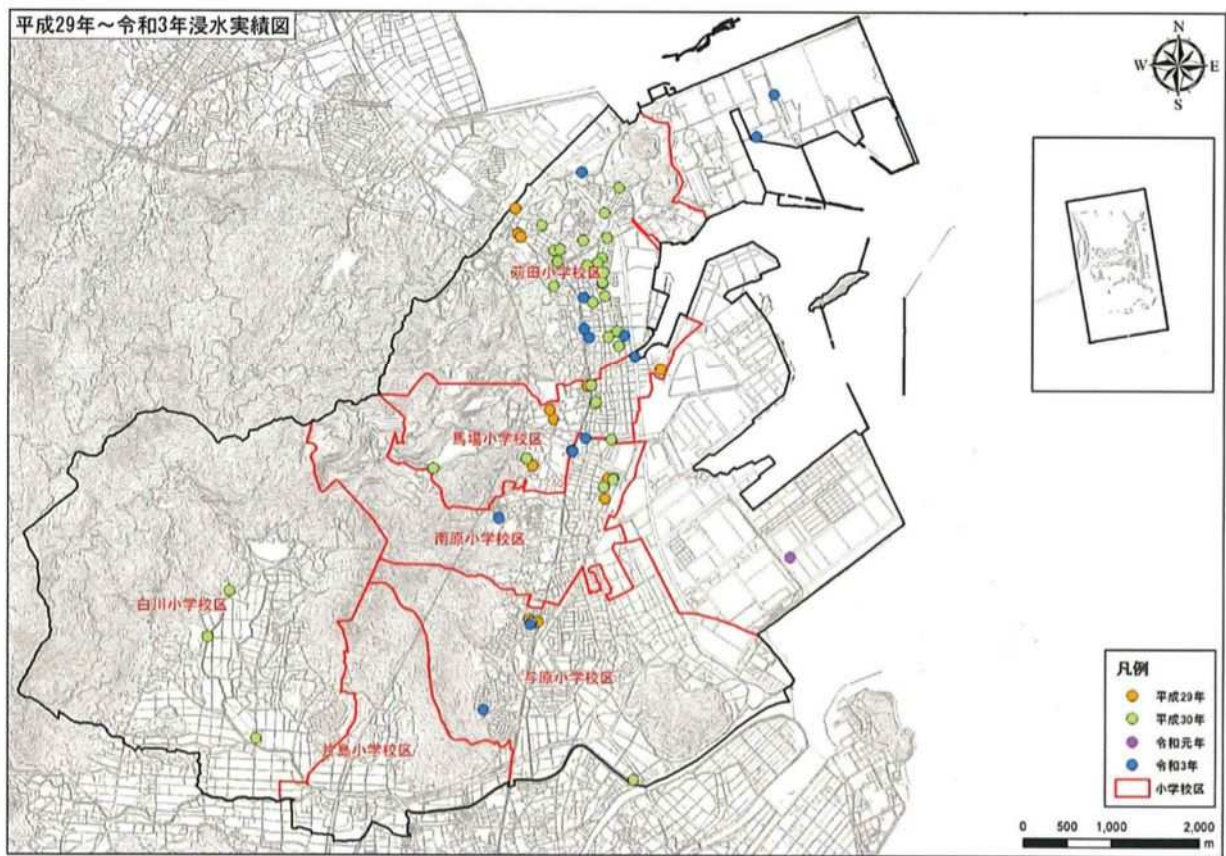 平成29年～令和3年浸水実績図
N
W
E
S
苅田小学校区
馬場小学校区
南原小学校区
白川小学校区
与原小学校区
片島小学校区
凡例
平成29年
平成30年
令和元年
令和3年
小学校区
0 500 1,000 2,000
m